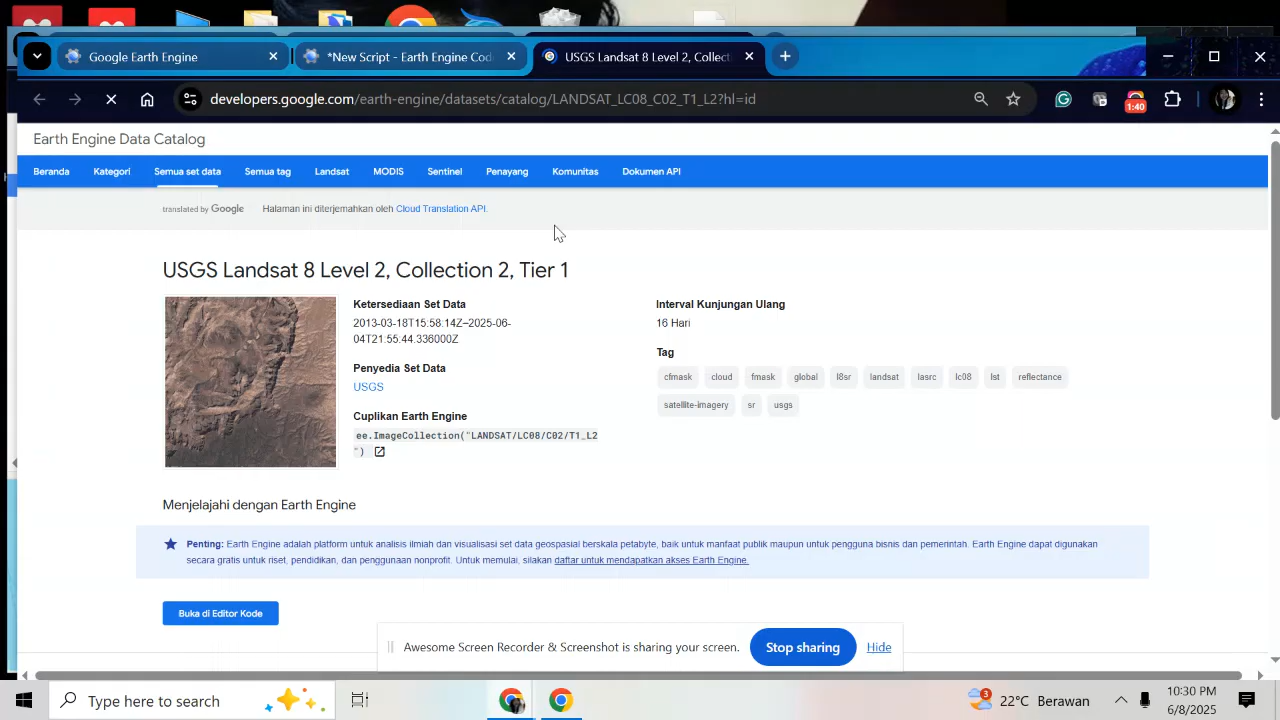 Google Earth Engine
*New Script - Earth Engine Cod
USGS Landsat 8 Level 2, Collect
developers.google.com/earth-engine/datasets/catalog/LANDSAT_LC08_C02_T1_L2?hl=id
1:40
Earth Engine Data Catalog
Beranda Kategori Semua set data Semua tag Landsat MODIS Sentinel Penayang Komunitas Dokumen API
translated by Google Halaman ini diterjemahkan oleh Cloud Translation API.
USGS Landsat 8 Level 2, Collection 2, Tier 1
Ketersediaan Set Data
2013-03-18T15:58:14Z–2025-06-
04T21:55:44.336000Z
Penyedia Set Data
USGS
Cuplikan Earth Engine
ee.ImageCollection("LANDSAT/LC08/C02/T1_L2
")
Interval Kunjungan Ulang
16 Hari
Tag
cfmask cloud fmask global l8sr landsat lasrc lc08 lst reflectance
satellite-imagery sr usgs
Menjelajahi dengan Earth Engine
Penting: Earth Engine adalah platform untuk analisis ilmiah dan visualisasi set data geospasial berskala petabyte, baik untuk manfaat publik maupun untuk pengguna bisnis dan pemerintah. Earth Engine dapat digunakan
secara gratis untuk riset, pendidikan, dan penggunaan nonprofit. Untuk memulai, silakan daftar untuk mendapatkan akses Earth Engine.
Buka di Editor Kode
Awesome Screen Recorder & Screenshot is sharing your screen. Stop sharing Hide
Type here to search
3
22°C Berawan
10:30 PM
6/8/2025